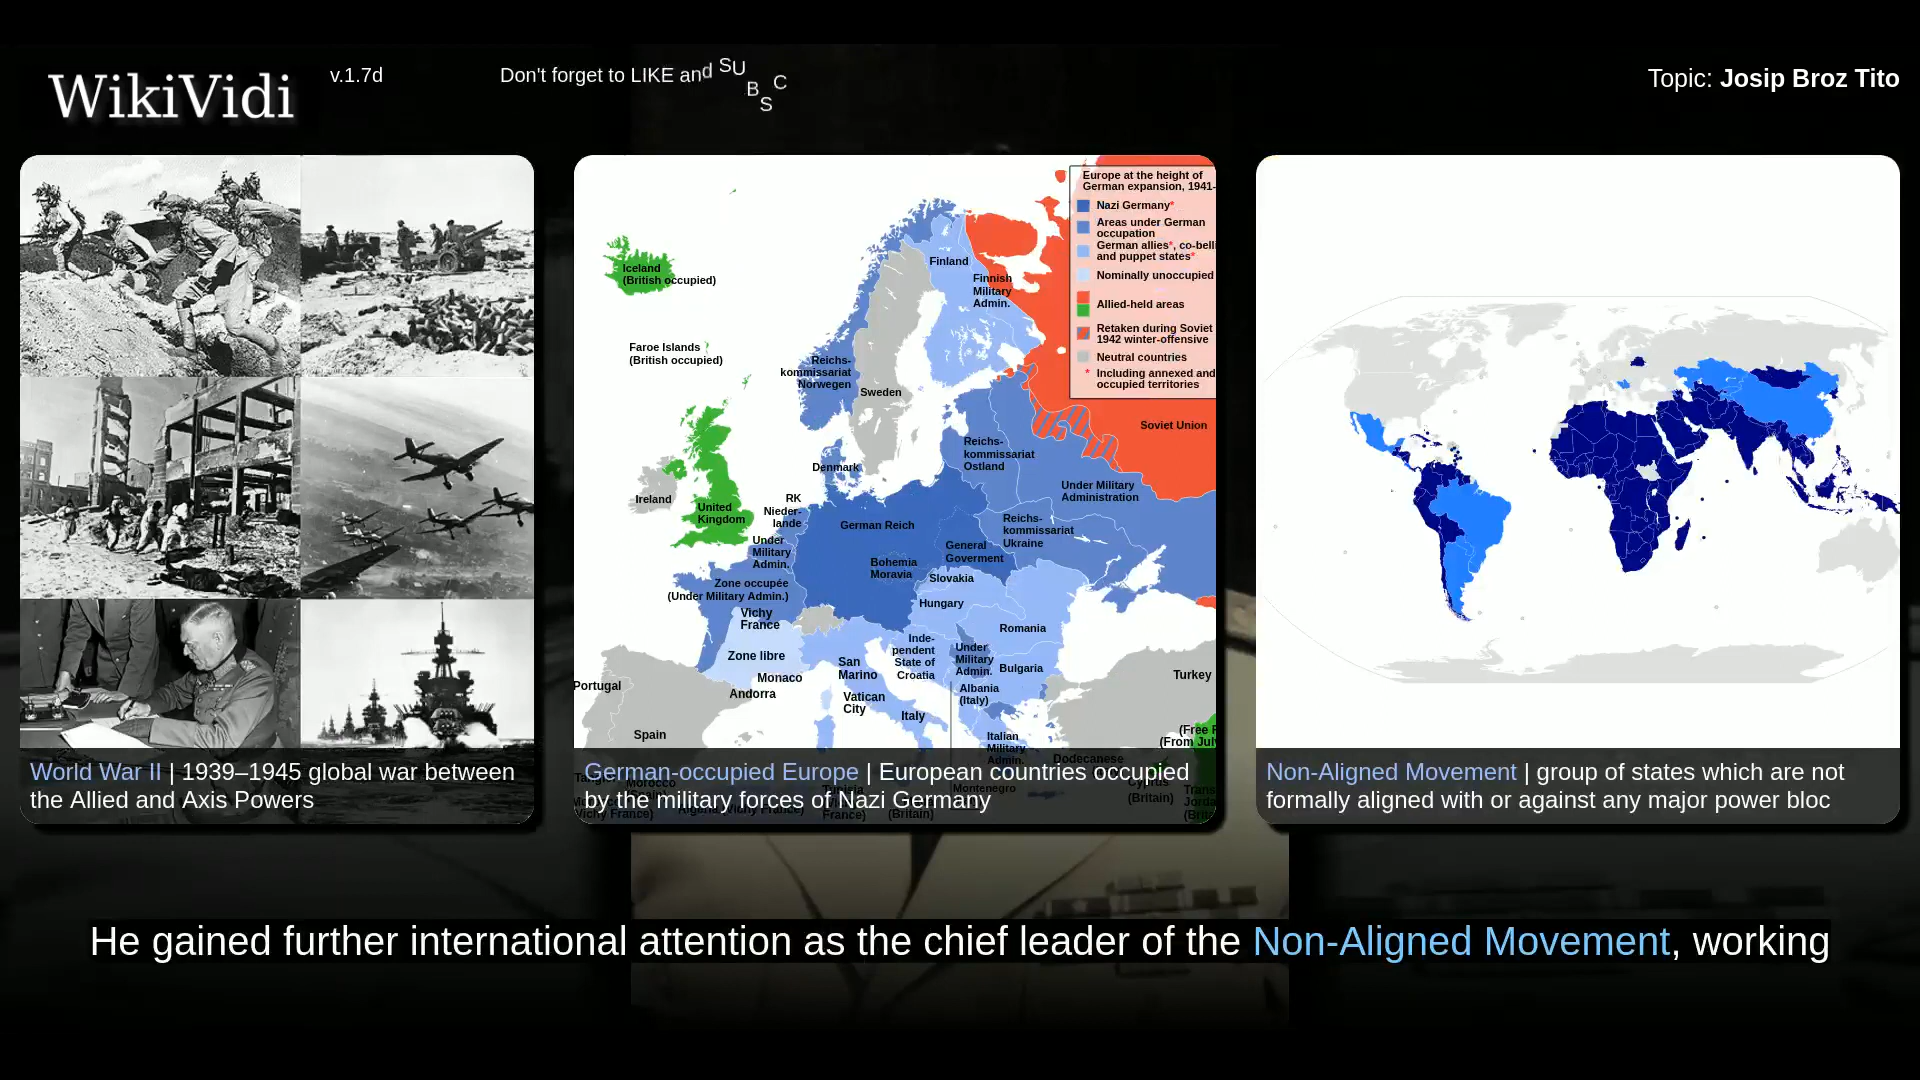 WikiVidi
v.1.7d
Don't forget to LIKE and SUBSC
Topic: Josip Broz Tito
Europe at the height of
German expansion, 1941-
Nazi Germany*
Areas under German
occupation
German allies*, co-belli
and puppet states*
Nominally unoccupied
Allied-held areas
Retaken during Soviet
1942 winter-offensive
Neutral countries
* Including annexed and
occupied territories
Iceland
(British occupied)
Finland
Finnish
Military
Admin.
Faroe Islands
(British occupied)
Reichs-
kommissariat
Norwegen
Sweden
Soviet Union
Reichs-
kommissariat
Ostland
Denmark
Under Military
Administration
Ireland
United
Kingdom
RK
Nieder-
lande
German Reich
Reichs-
kommissariat
Ukraine
Under
Military
Admin.
General
Goverment
Bohemia
Moravia
Slovakia
Zone occupée
(Under Military Admin.)
Hungary
Vichy
France
Romania
Inde-
pendent
State of
Croatia
Under
Military
Admin.
Zone libre
San
Marino
Bulgaria
Monaco
Turkey
Portugal
Andorra
Albania
(Italy)
Vatican
City
Italy
Spain
Italian
Military
Admin.
(Free F
(From July
Dodecanese
Montenegro
Cyprus
(Britain)
Morocco
(Britain)
World War II | 1939–1945 global war between
the Allied and Axis Powers
German-occupied Europe | European countries occupied
by the military forces of Nazi Germany
Non-Aligned Movement | group of states which are not
formally aligned with or against any major power bloc
He gained further international attention as the chief leader of the Non-Aligned Movement, working